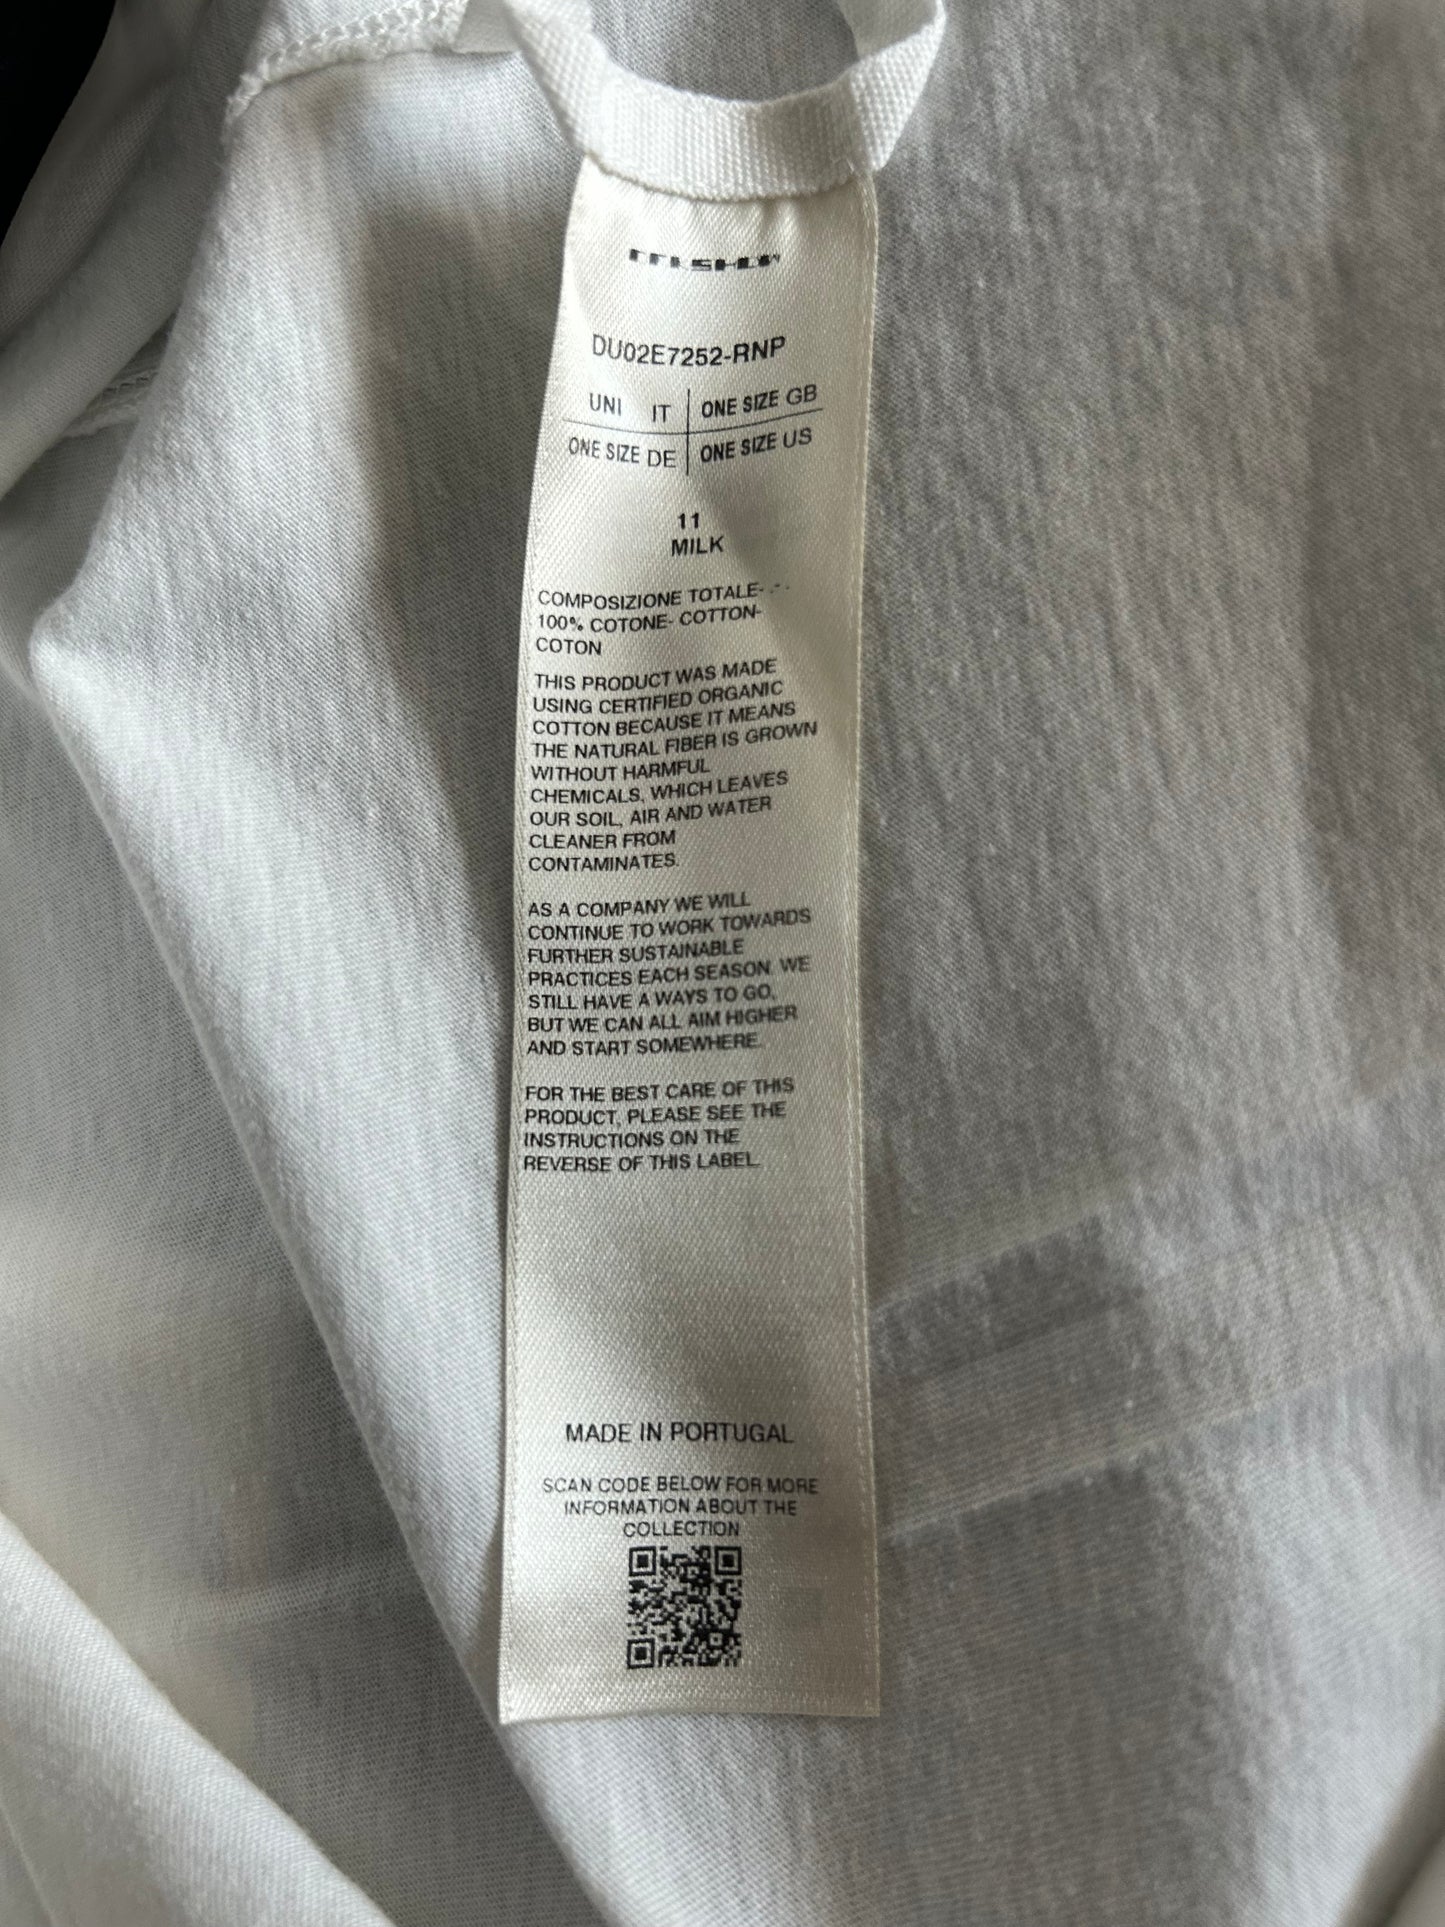 DU02E7252-RNP
UNI IT ONE SIZE GB
ONE SIZE DE ONE SIZE US
11
MILK
COMPOSIZIONE TOTALE- - -
100% COTONE- COTTON-
COTON
THIS PRODUCT WAS MADE
USING CERTIFIED ORGANIC
COTTON BECAUSE IT MEANS
THE NATURAL FIBER IS GROWN
WITHOUT HARMFUL
CHEMICALS, WHICH LEAVES
OUR SOIL, AIR AND WATER
CLEANER FROM
CONTAMINATES.
AS A COMPANY WE WILL
CONTINUE TO WORK TOWARDS
FURTHER SUSTAINABLE
PRACTICES EACH SEASON. WE
STILL HAVE A WAYS TO GO,
BUT WE CAN ALL AIM HIGHER
AND START SOMEWHERE.
FOR THE BEST CARE OF THIS
PRODUCT, PLEASE SEE THE
INSTRUCTIONS ON THE
REVERSE OF THIS LABEL.
MADE IN PORTUGAL
SCAN CODE BELOW FOR MORE
INFORMATION ABOUT THE
COLLECTION